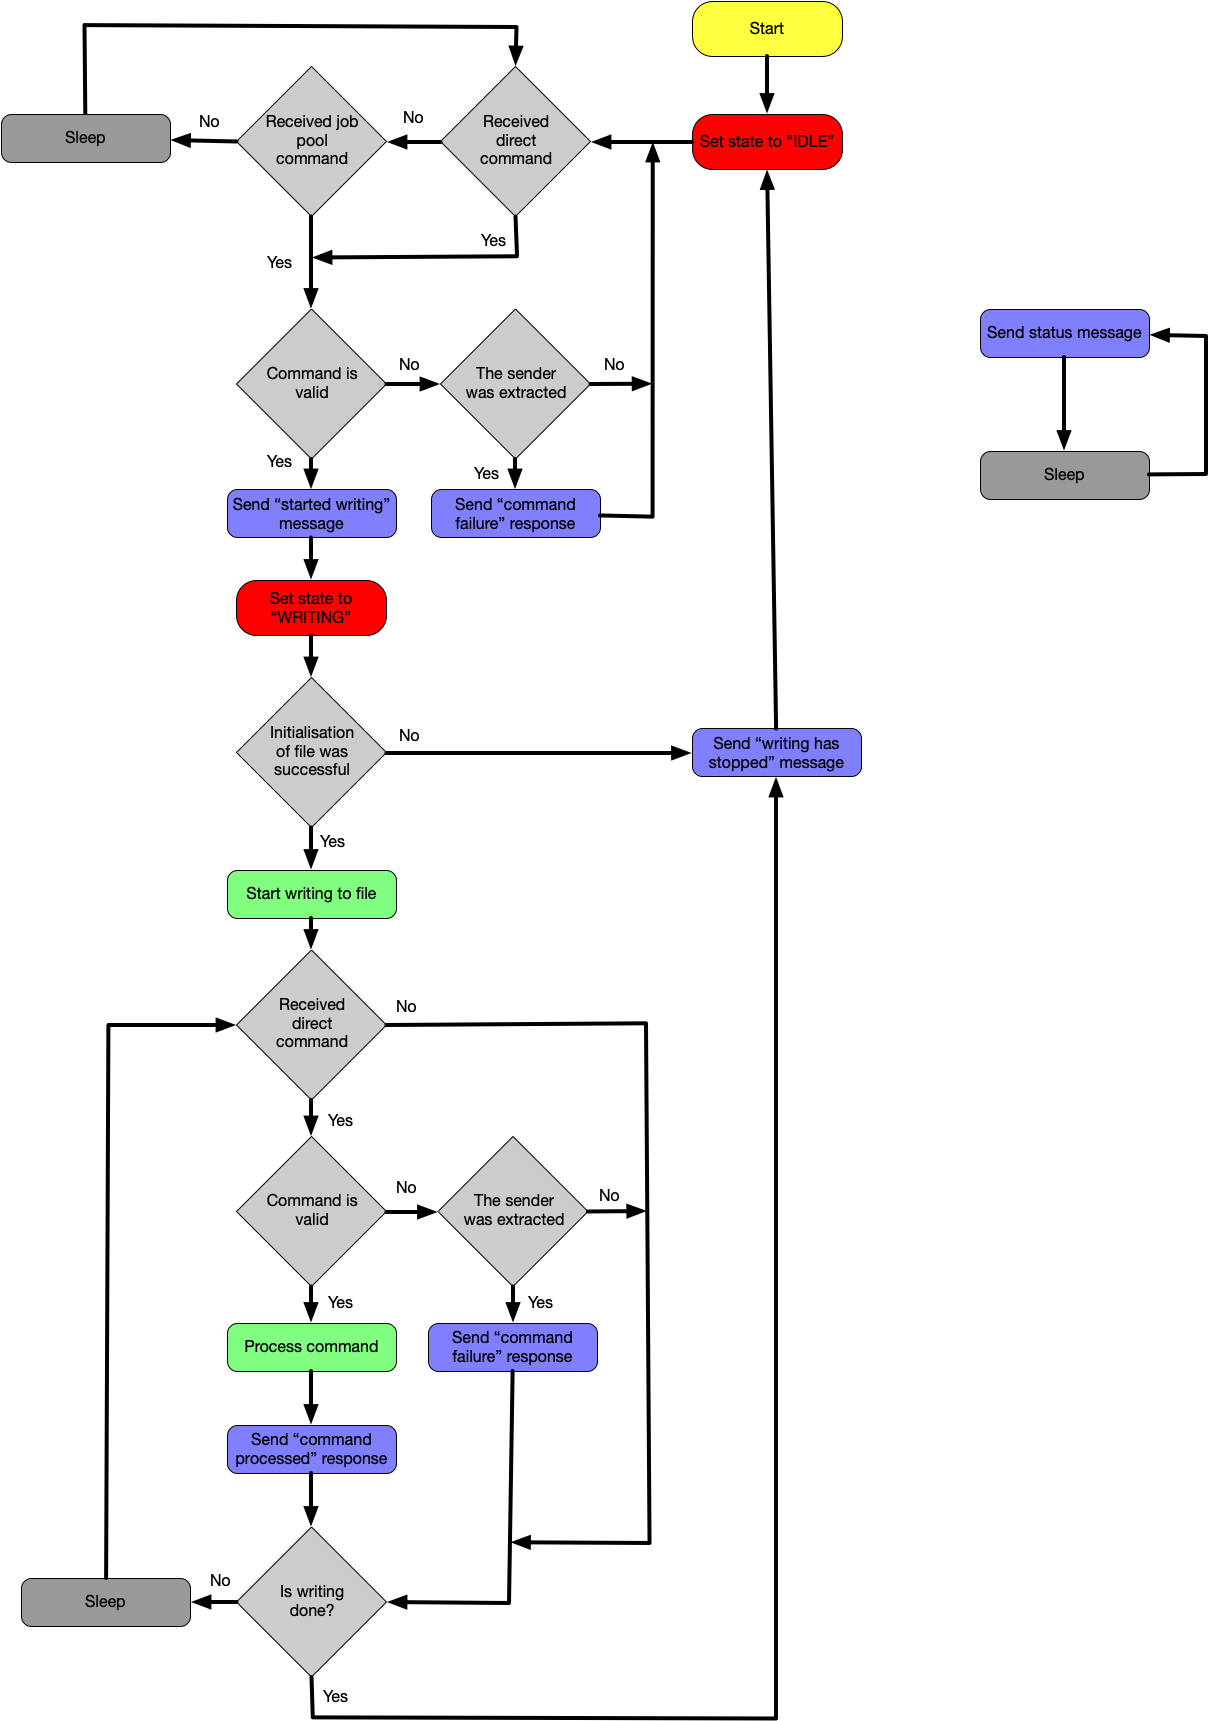 Start
Set state to “IDLE”
Received
direct
command
No
Received job
pool
command
No
Sleep
Yes
Yes
Command is
valid
No
The sender
was extracted
No
Yes
Yes
Send “started writing”
message
Send “command
failure” response
Set state to
“WRITING”
Initialisation
of file was
successful
No
Send “writing has
stopped” message
Yes
Start writing to file
Received
direct
command
No
Yes
Command is
valid
No
The sender
was extracted
No
Yes
Yes
Process command
Send “command
failure” response
Send “command
processed” response
Is writing
done?
No
Sleep
Yes
Send status message
Sleep